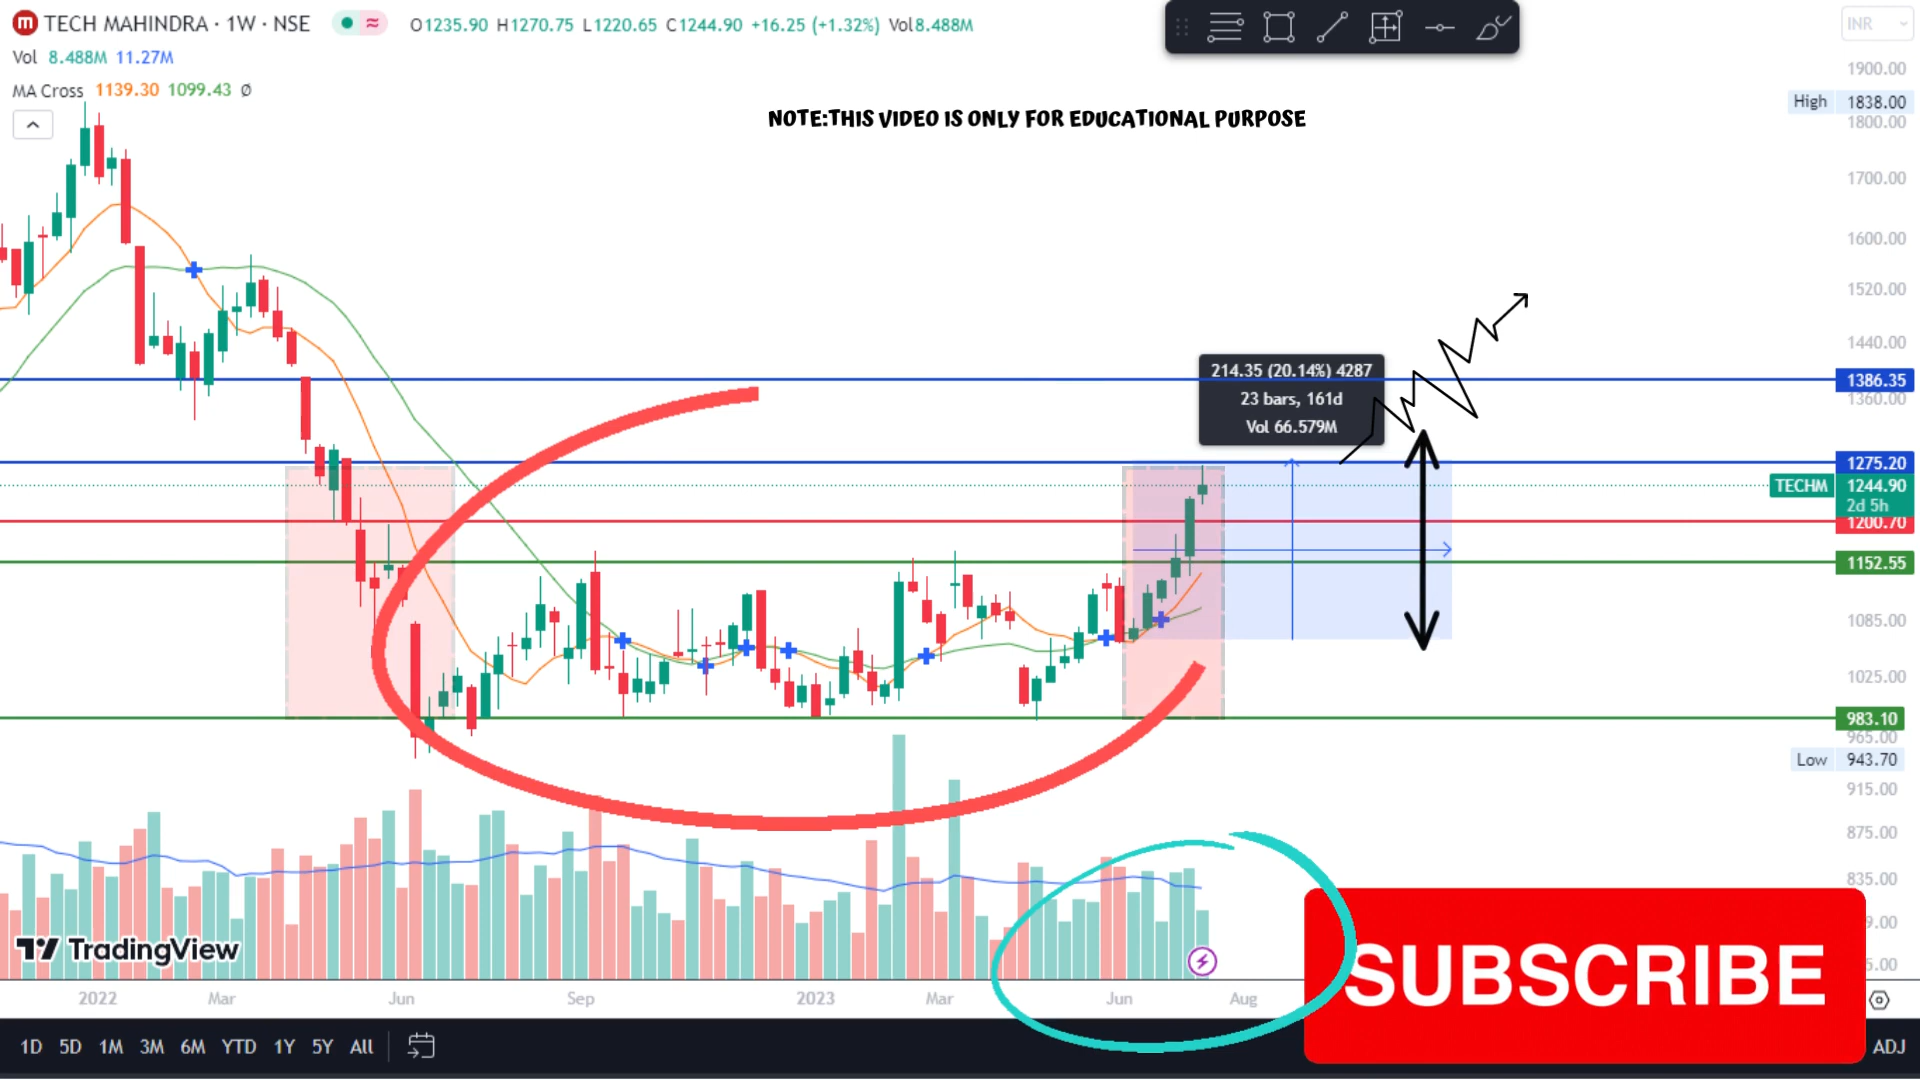 TECH MAHINDRA · 1W · NSE
O1235.90 H1270.75 L1220.65 C1244.90 +16.25 (+1.32%) Vol8.488M
INR
Vol 8.488M 11.27M
MA Cross 1139.30 1099.43 Ø
NOTE:THIS VIDEO IS ONLY FOR EDUCATIONAL PURPOSE
1900.00
High 1838.00
1800.00
1700.00
1600.00
1520.00
1440.00
214.35 (20.14%) 4287
23 bars, 161d
Vol 66.579M
1386.35
1360.00
1275.20
TECHM 1244.90
2d 5h
1200.70
1152.55
1085.00
1025.00
983.10
965.00
Low 943.70
915.00
875.00
835.00
TradingView
SUBSCRIBE
2022 Mar Jun Sep 2023 Mar Jun Aug
1D 5D 1M 3M 6M YTD 1Y 5Y All
ADJ